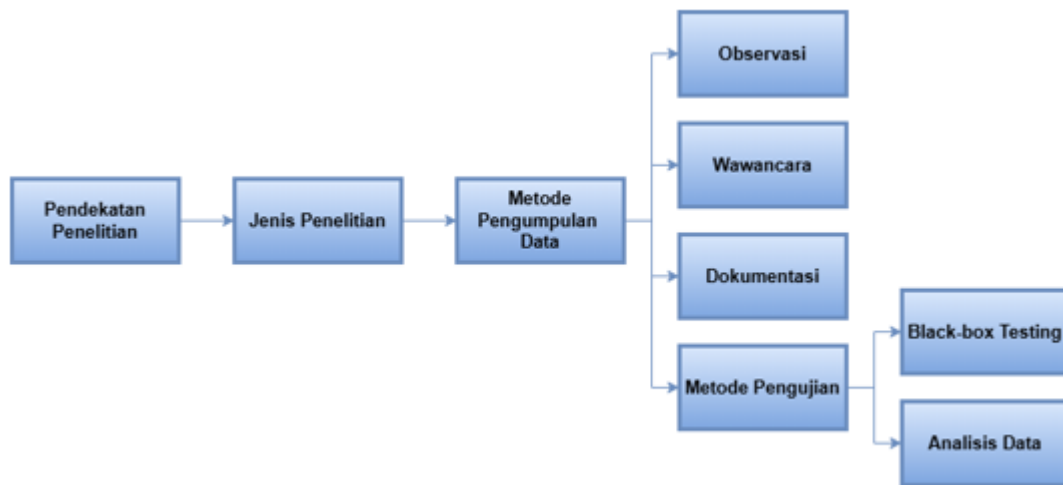 Pendekatan
Penelitian
Jenis Penelitian
Metode
Pengumpulan
Data
Observasi
Wawancara
Dokumentasi
Metode Pengujian
Black-box Testing
Analisis Data